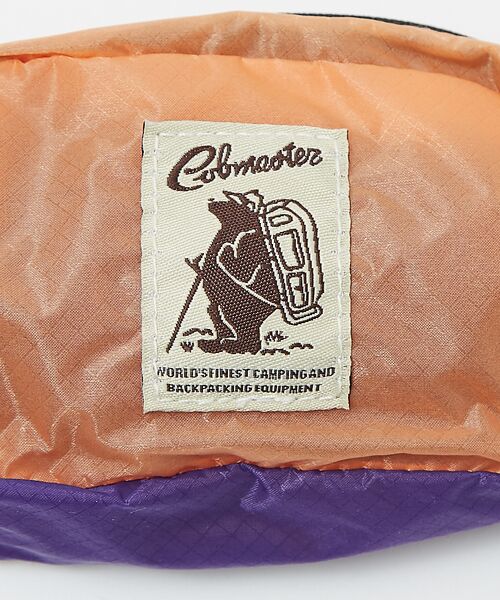 Cobmaster
WORLD'S FINEST CAMPING AND
BACKPACKING EQUIPMENT